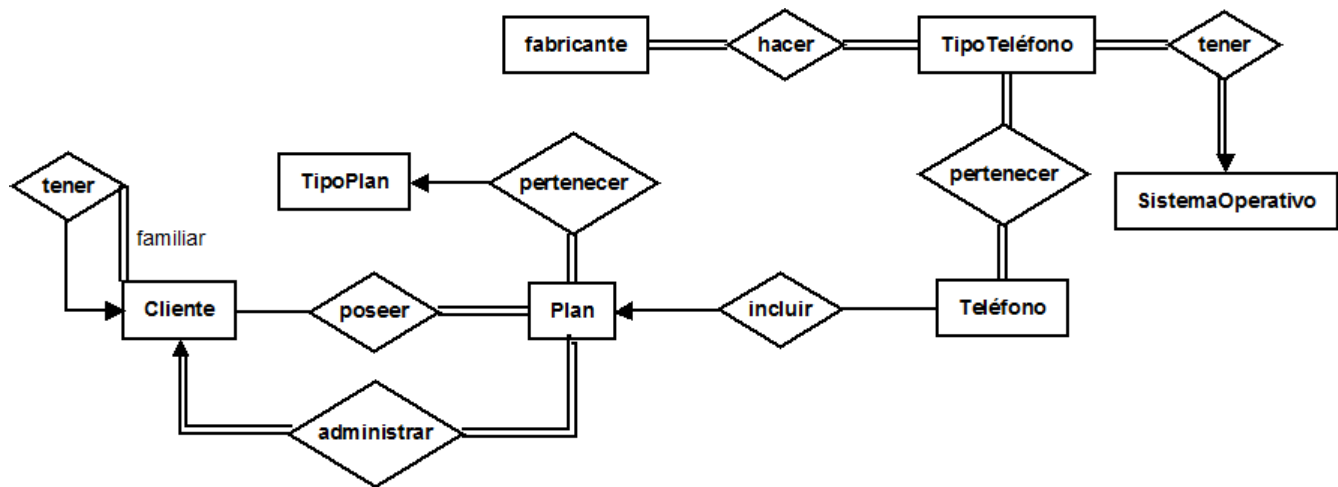 fabricante
hacer
TipoTeléfono
tener
tener
TipoPlan
pertenecer
pertenecer
SistemaOperativo
familiar
Cliente
poseer
Plan
incluir
Teléfono
administrar